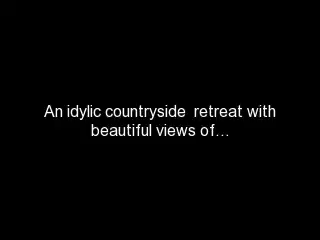 An idylic countryside  retreat with
beautiful views of…